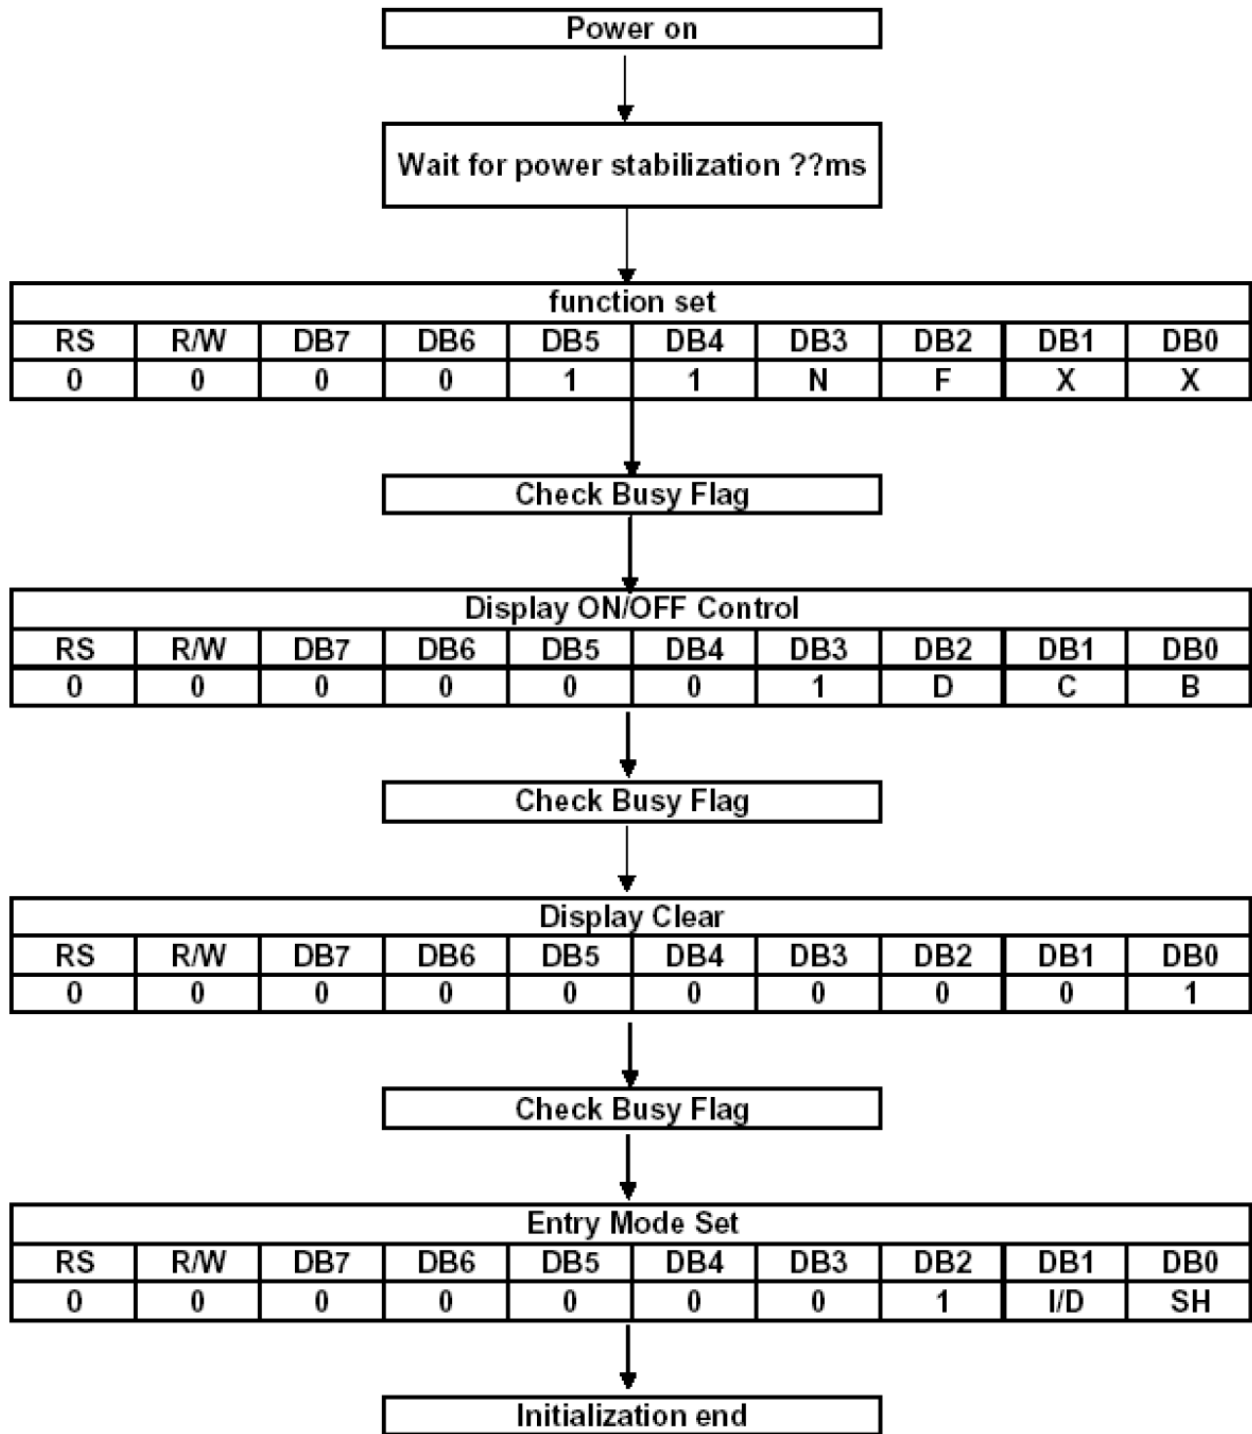 Power on
Wait for power stabilization ??ms
function set
RS R/W DB7 DB6 DB5 DB4 DB3 DB2 DB1 DB0
0 0 0 0 1 1 N F X X
Check Busy Flag
Display ON/OFF Control
RS R/W DB7 DB6 DB5 DB4 DB3 DB2 DB1 DB0
0 0 0 0 0 0 1 D C B
Check Busy Flag
Display Clear
RS R/W DB7 DB6 DB5 DB4 DB3 DB2 DB1 DB0
0 0 0 0 0 0 0 0 0 1
Check Busy Flag
Entry Mode Set
RS R/W DB7 DB6 DB5 DB4 DB3 DB2 DB1 DB0
0 0 0 0 0 0 0 1 I/D SH
Initialization end